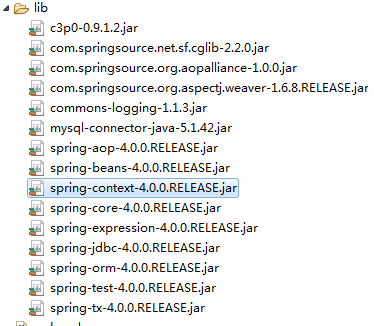 lib
c3p0-0.9.1.2.jar
com.springsource.net.sf.cglib-2.2.0.jar
com.springsource.org.aopalliance-1.0.0.jar
com.springsource.org.aspectj.weaver-1.6.8.RELEASE.jar
commons-logging-1.1.3.jar
mysql-connector-java-5.1.42.jar
spring-aop-4.0.0.RELEASE.jar
spring-beans-4.0.0.RELEASE.jar
spring-context-4.0.0.RELEASE.jar
spring-core-4.0.0.RELEASE.jar
spring-expression-4.0.0.RELEASE.jar
spring-jdbc-4.0.0.RELEASE.jar
spring-orm-4.0.0.RELEASE.jar
spring-test-4.0.0.RELEASE.jar
spring-tx-4.0.0.RELEASE.jar